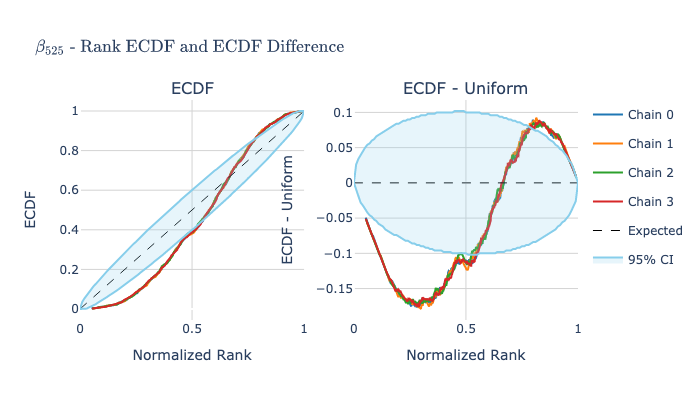 β525 - Rank ECDF and ECDF Difference
ECDF
ECDF - Uniform
1
0.8
0.6
0.4
0.2
0
ECDF
0
0.5
1
Normalized Rank
0.1
0.05
0
−0.05
−0.1
−0.15
ECDF - Uniform
0
0.5
1
Normalized Rank
Chain 0
Chain 1
Chain 2
Chain 3
Expected
95% CI